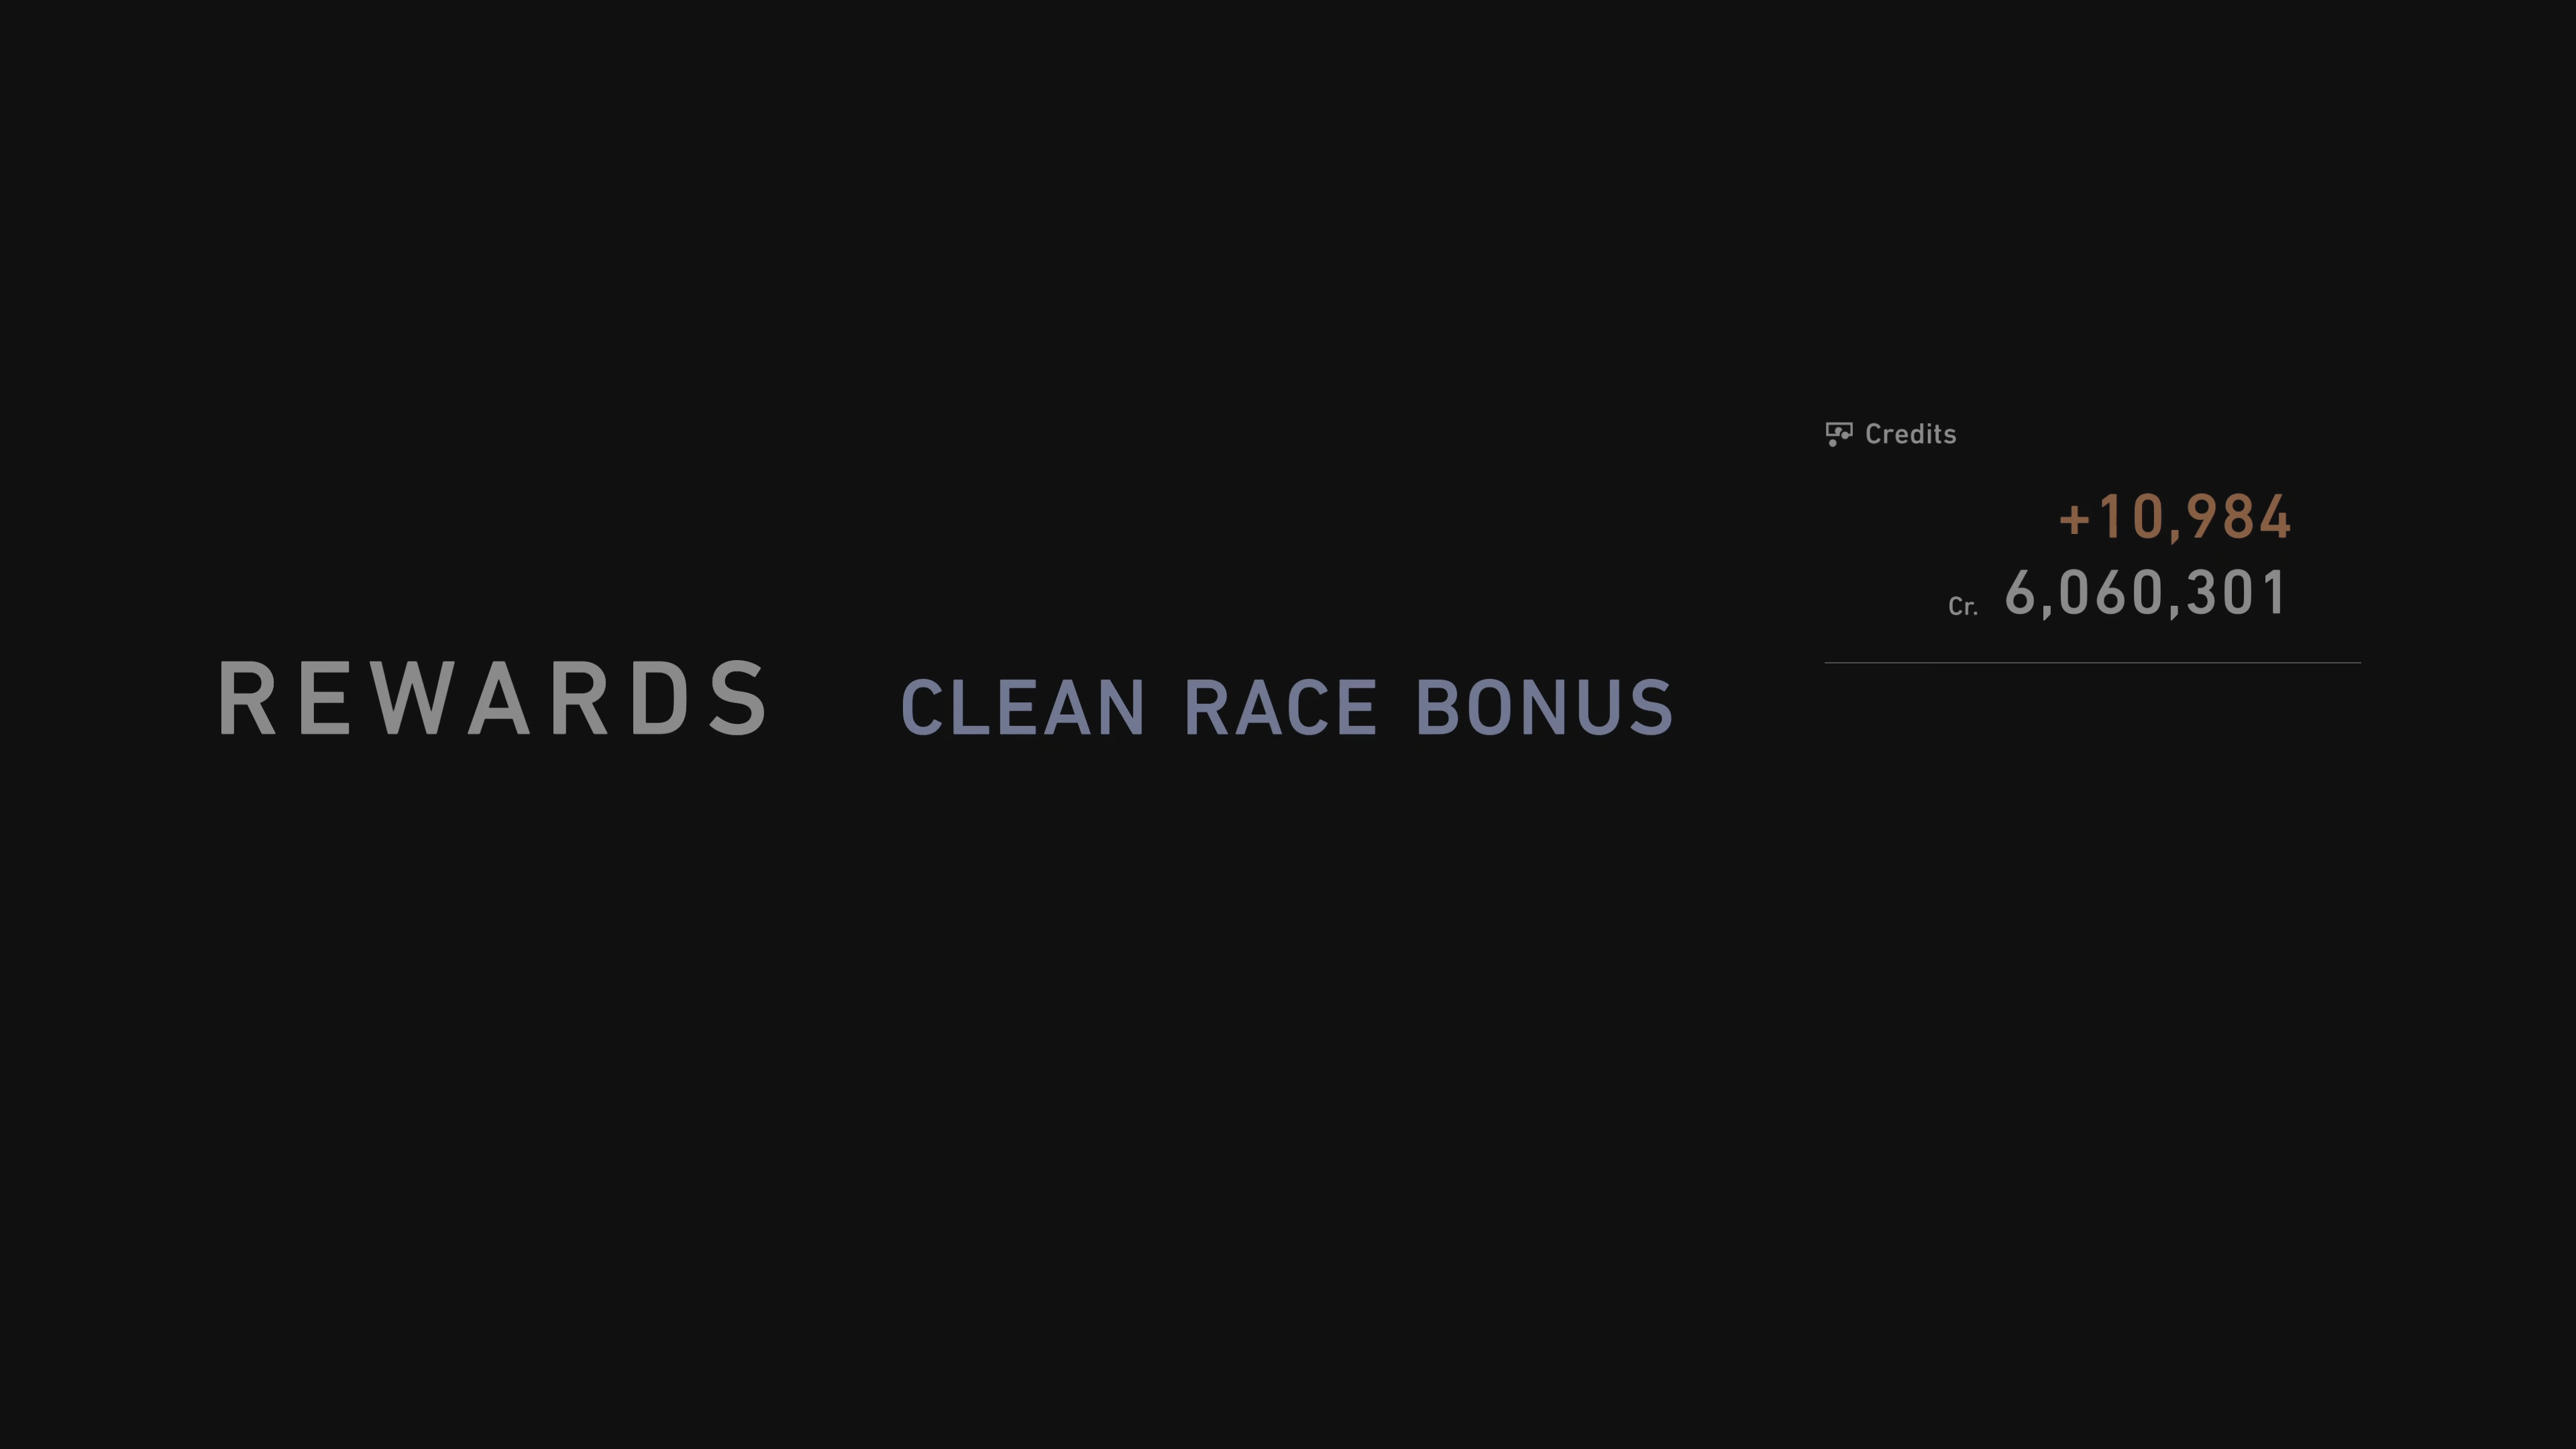 Credits
+10,984
Cr. 6,060,301
REWARDS
CLEAN RACE BONUS